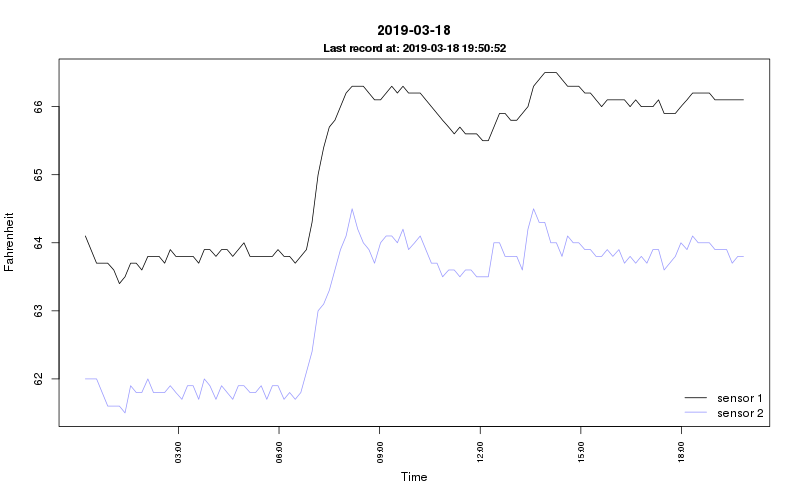 2019-03-18
Last record at: 2019-03-18 19:50:52
Fahrenheit
66
65
64
63
62
sensor 1
sensor 2
03:00 06:00 09:00 12:00 15:00 18:00
Time